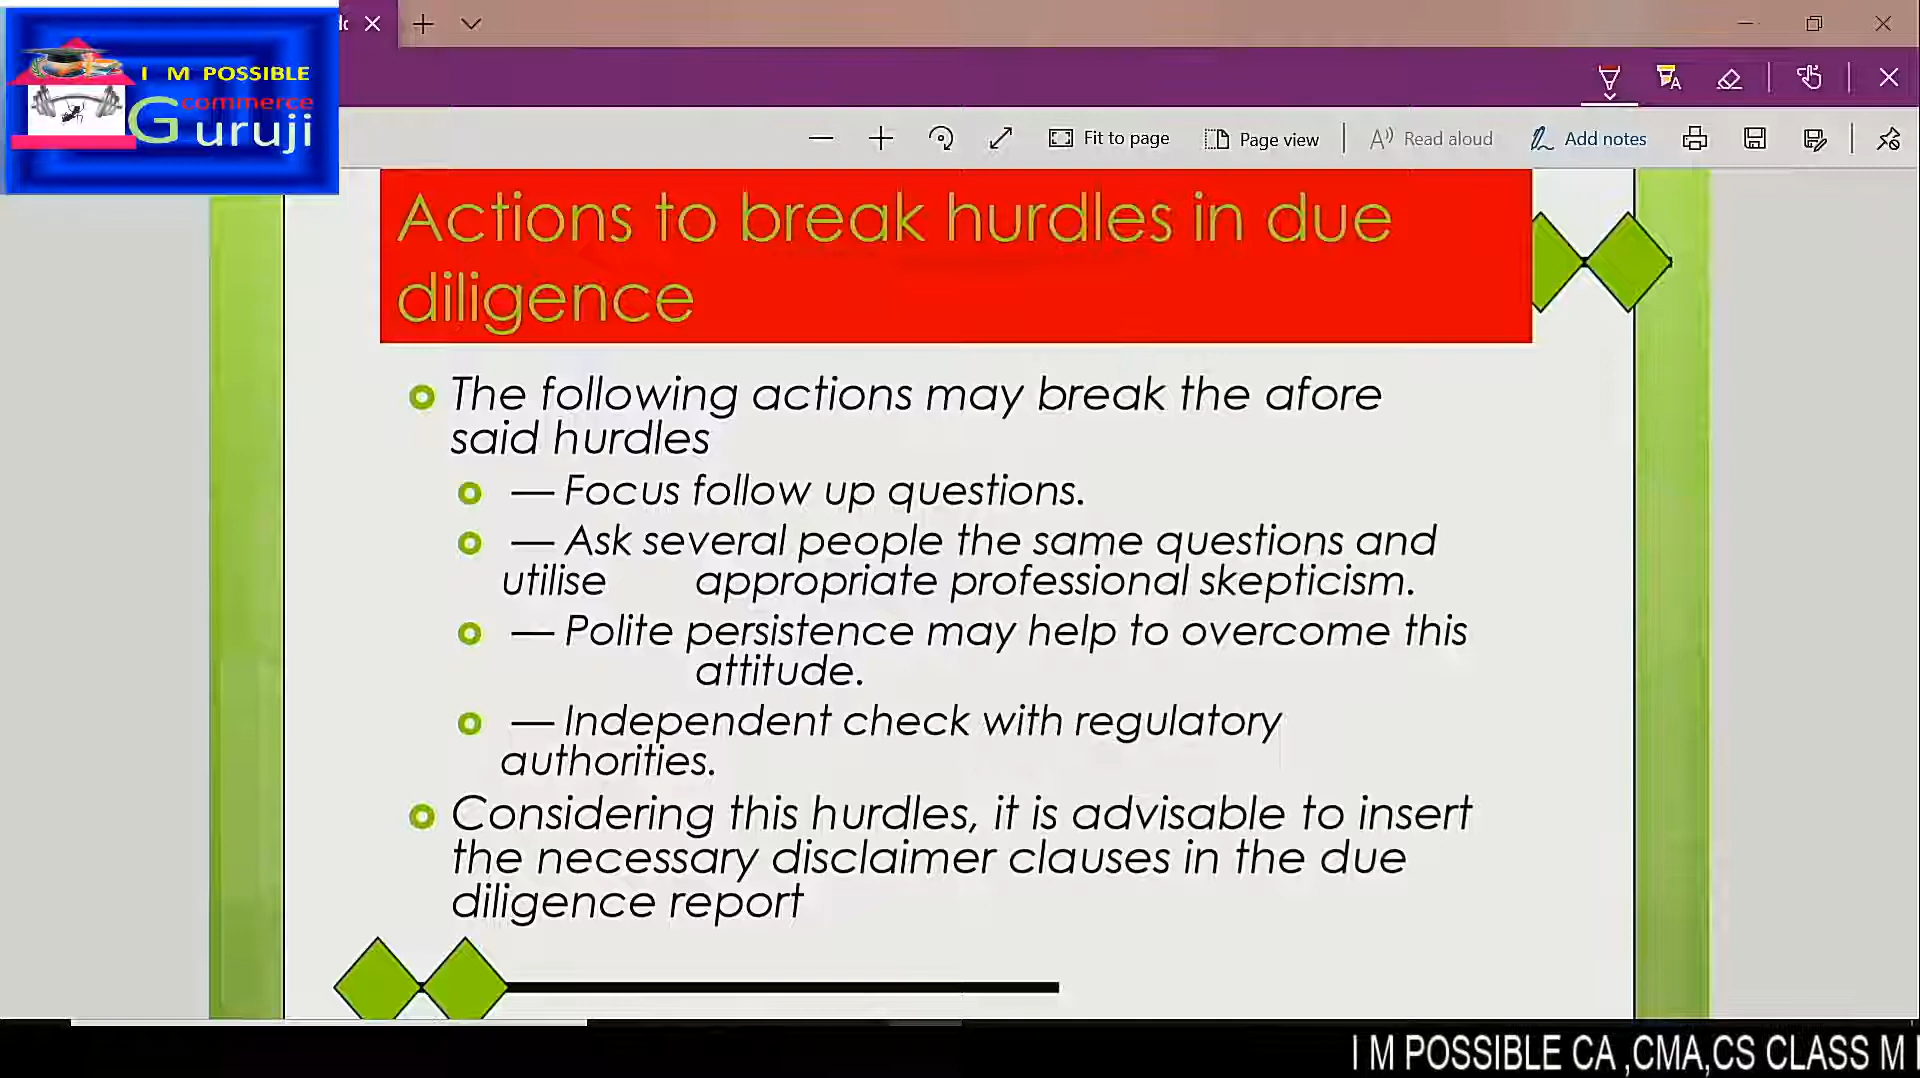 I M POSSIBLE
commerce
Guruji
Fit to page
Page view
Read aloud
Add notes
Actions to break hurdles in due
diligence
The following actions may break the afore
said hurdles
— Focus follow up questions.
— Ask several people the same questions and
utilise appropriate professional skepticism.
— Polite persistence may help to overcome this
attitude.
— Independent check with regulatory
authorities.
Considering this hurdles, it is advisable to insert
the necessary disclaimer clauses in the due
diligence report
I M POSSIBLE CA ,CMA,CS CLASS M